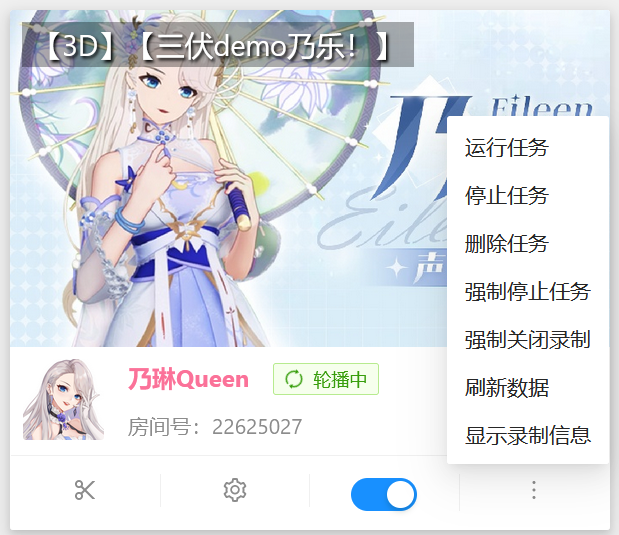 【3D】【三伏demo乃乐！】
Eileen
乃
Eile
声
运行任务
停止任务
删除任务
强制停止任务
强制关闭录制
刷新数据
显示录制信息
乃琳Queen
轮播中
房间号：22625027